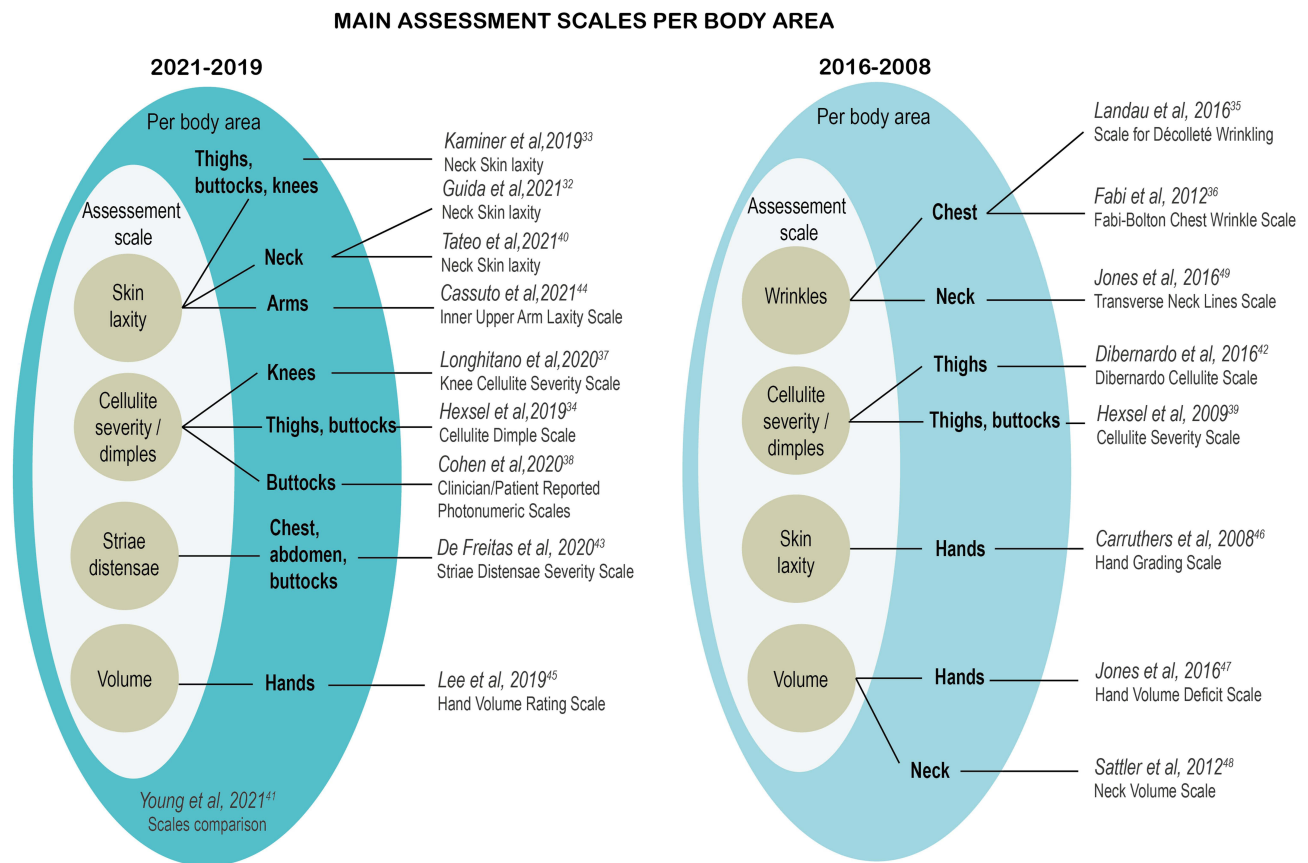 MAIN ASSESSMENT SCALES PER BODY AREA
2021-2019
Per body area
Assessement
scale
Skin
laxity
Thighs,
buttocks, knees
Kaminer et al,2019³³
Neck Skin laxity
Neck
Guida et al,2021³²
Neck Skin laxity
Tateo et al,2021⁴⁰
Neck Skin laxity
Arms
Cassuto et al,2021⁴⁴
Inner Upper Arm Laxity Scale
Cellulite
severity /
dimples
Knees
Longhitano et al,2020³⁷
Knee Cellulite Severity Scale
Thighs, buttocks
Hexsel et al,2019³⁴
Cellulite Dimple Scale
Buttocks
Cohen et al,2020³⁸
Clinician/Patient Reported
Photonumeric Scales
Striae
distensae
Chest,
abdomen,
buttocks
De Freitas et al, 2020⁴³
Striae Distensae Severity Scale
Volume
Hands
Lee et al, 2019⁴⁵
Hand Volume Rating Scale
Young et al, 2021⁴¹
Scales comparison
2016-2008
Per body area
Assessement
scale
Wrinkles
Chest
Landau et al, 2016³⁵
Scale for Décolleté Wrinkling
Fabi et al, 2012³⁶
Fabi-Bolton Chest Wrinkle Scale
Neck
Jones et al, 2016⁴⁹
Transverse Neck Lines Scale
Cellulite
severity /
dimples
Thighs
Dibernardo et al, 2016⁴²
Dibernardo Cellulite Scale
Thighs, buttocks
Hexsel et al, 2009³⁹
Cellulite Severity Scale
Skin
laxity
Hands
Carruthers et al, 2008⁴⁶
Hand Grading Scale
Volume
Hands
Jones et al, 2016⁴⁷
Hand Volume Deficit Scale
Neck
Sattler et al, 2012⁴⁸
Neck Volume Scale